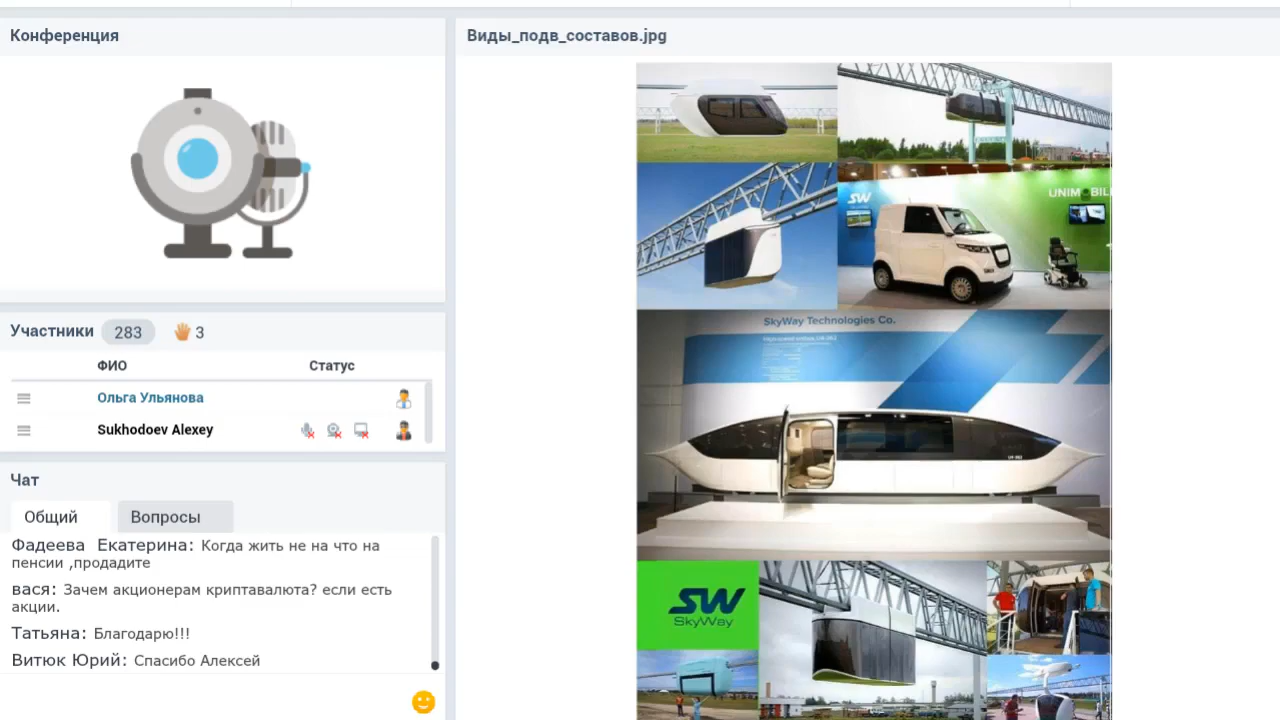 Конференция
Виды_подв_составов.jpg
SW
UNIM
BILI
SkyWay Technologies Co.
SW
SkyWay
Участники 283 3
ФИО Статус
Ольга Ульянова
Sukhodoev Alexey
Чат
Общий Вопросы
Фадеева Екатерина: Когда жить не на что на
пенсии ,продадите
вася: Зачем акционерам криптавалюта? если есть
акции.
Татьяна: Благодарю!!!
Витюк Юрий: Спасибо Алексей